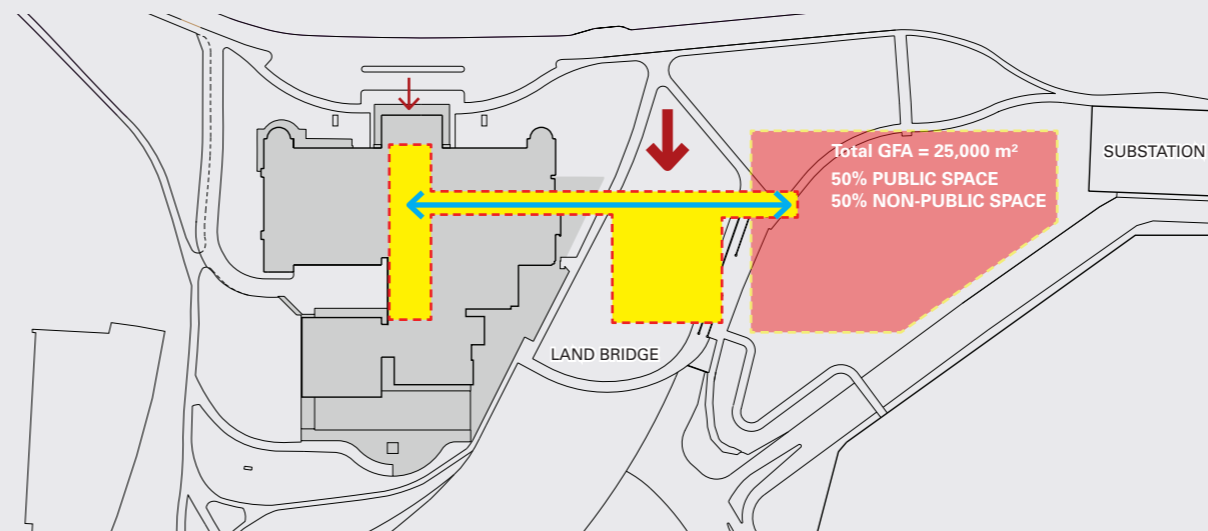 Total GFA = 25,000 m²
50% PUBLIC SPACE
50% NON-PUBLIC SPACE
SUBSTATION
LAND BRIDGE